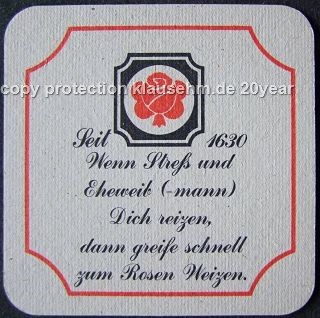 copy protection klausehm.de 20year
Seit 1630
Wenn Streß und
Eheweib (-mann)
Dich reizen,
dann greife schnell
zum Rosen Weizen.